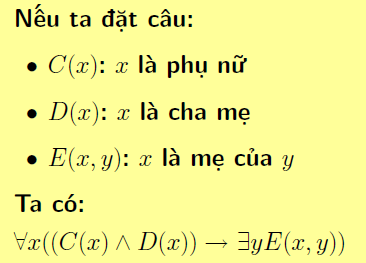 Nếu ta đặt câu:
• C(x): x là phụ nữ
• D(x): x là cha mẹ
• E(x, y): x là mẹ của y
Ta có:
∀x((C(x) ∧ D(x)) → ∃yE(x, y))